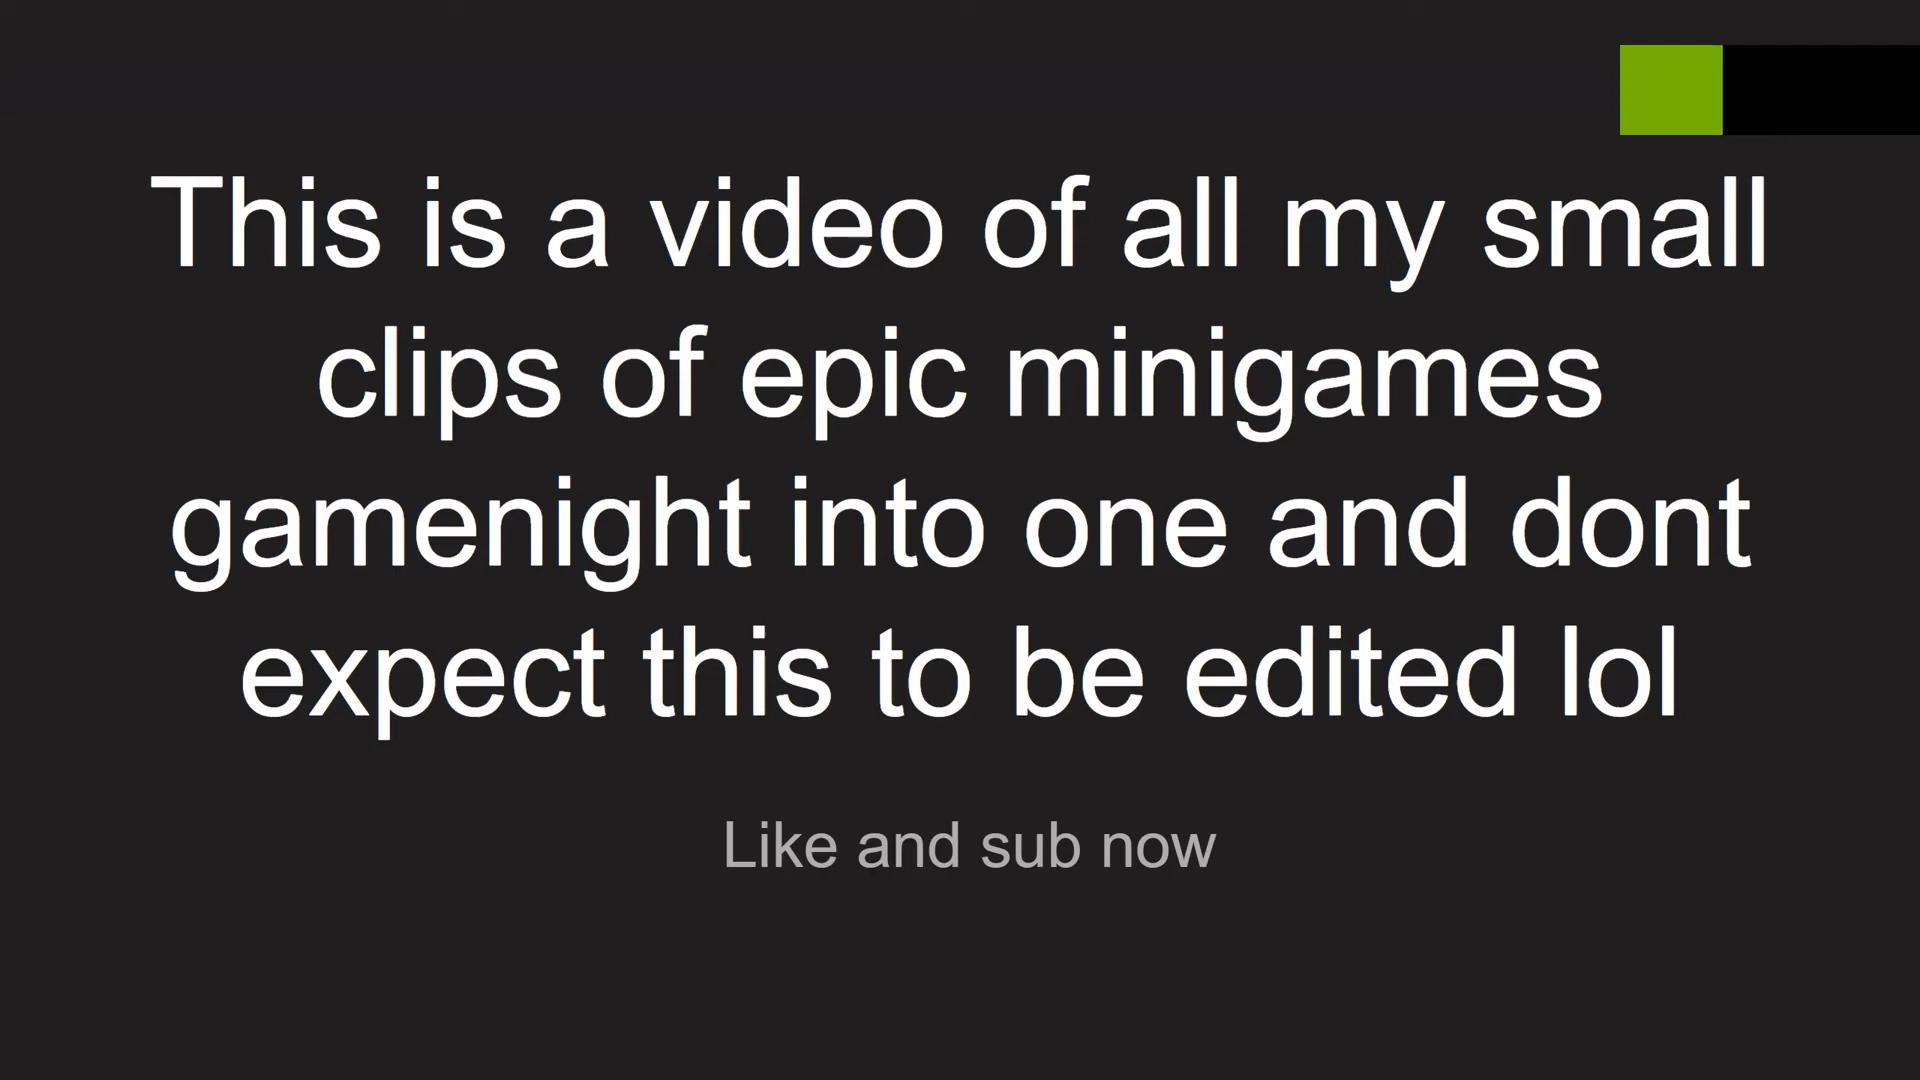 This is a video of all my small
clips of epic minigames
gamenight into one and dont
expect this to be edited lol
Like and sub now